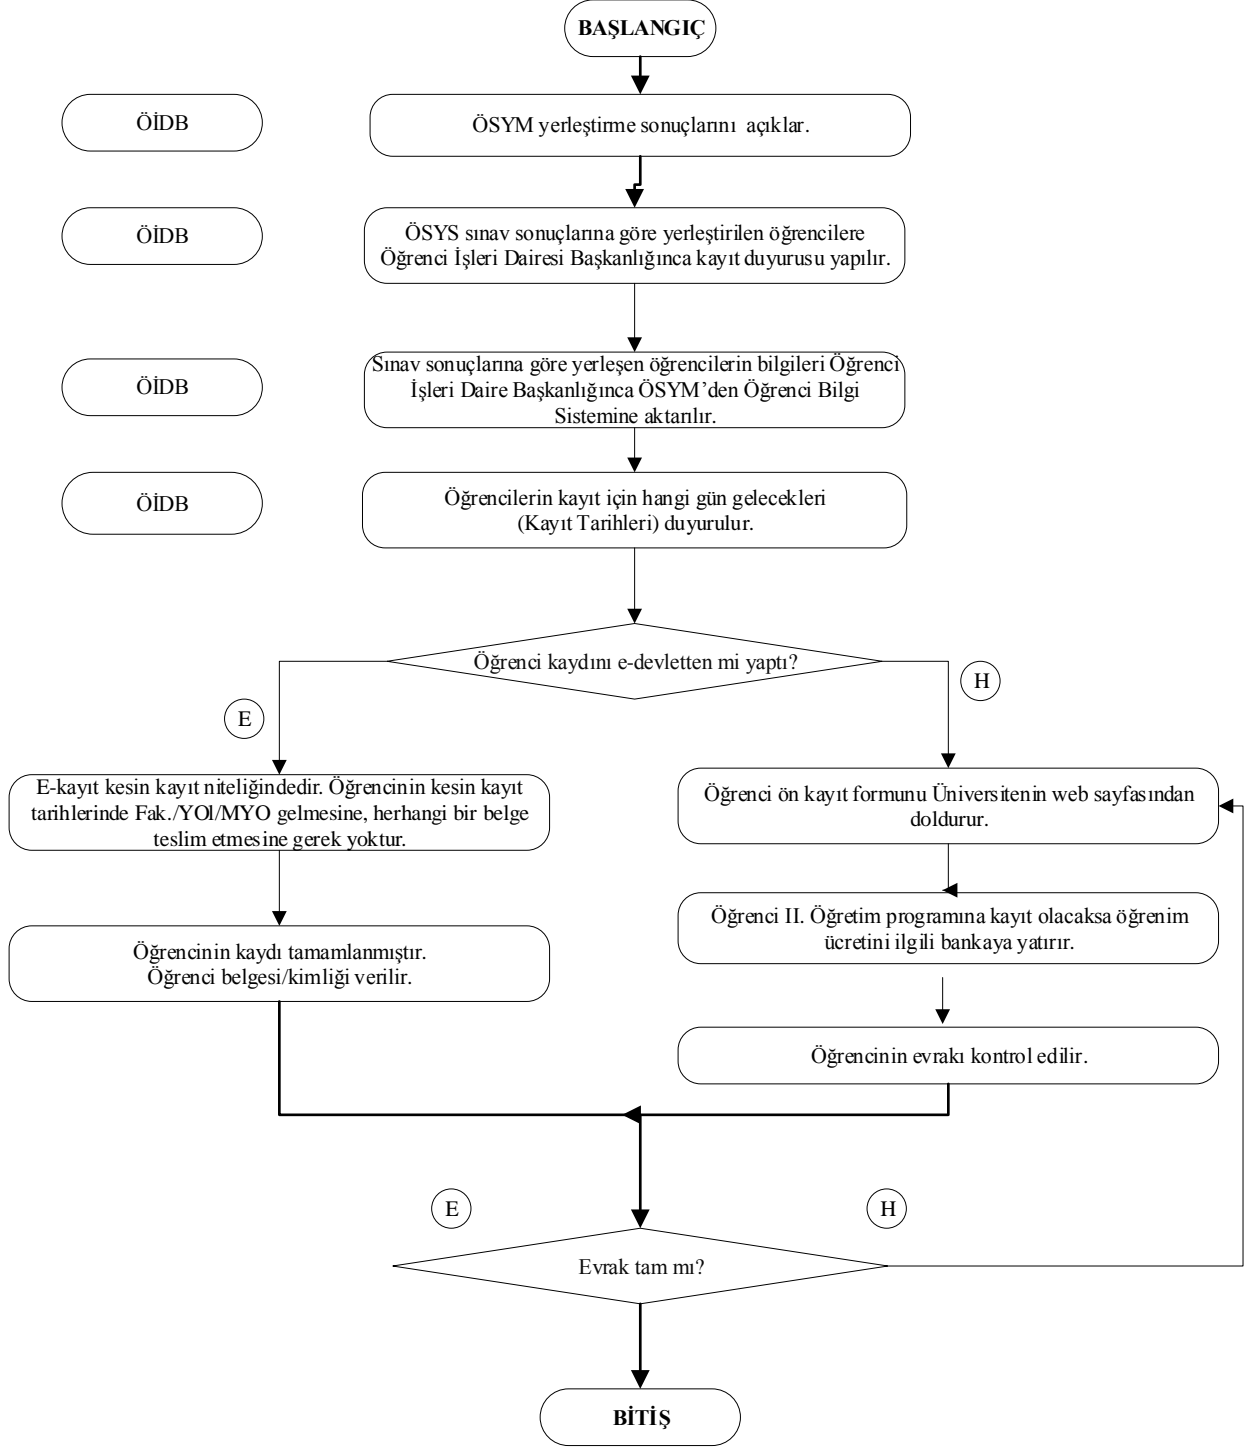 BAŞLANGIÇ
ÖİDB
ÖSYM yerleştirme sonuçlarını açıklar.
ÖİDB
ÖSYS sınav sonuçlarına göre yerleştirilen öğrencilere
Öğrenci İşleri Dairesi Başkanlığınca kayıt duyurusu yapılır.
ÖİDB
Sınav sonuçlarına göre yerleşen öğrencilerin bilgileri Öğrenci
İşleri Daire Başkanlığınca ÖSYM’den Öğrenci Bilgi
Sistemine aktarılır.
ÖİDB
Öğrencilerin kayıt için hangi gün gelecekleri
(Kayıt Tarihleri) duyurulur.
Öğrenci kaydını e-devletten mi yaptı?
E
H
E-kayıt kesin kayıt niteliğindedir. Öğrencinin kesin kayıt
tarihlerinde Fak./YOl/MYO gelmesine, herhangi bir belge
teslim etmesine gerek yoktur.
Öğrenci ön kayıt formunu Üniversitenin web sayfasından
doldurur.
Öğrencinin kaydı tamamlanmıştır.
Öğrenci belgesi/kimliği verilir.
Öğrenci II. Öğretim programına kayıt olacaksa öğrenim
ücretini ilgili bankaya yatırır.
Öğrencinin evrakı kontrol edilir.
E
H
Evrak tam mı?
BİTİŞ